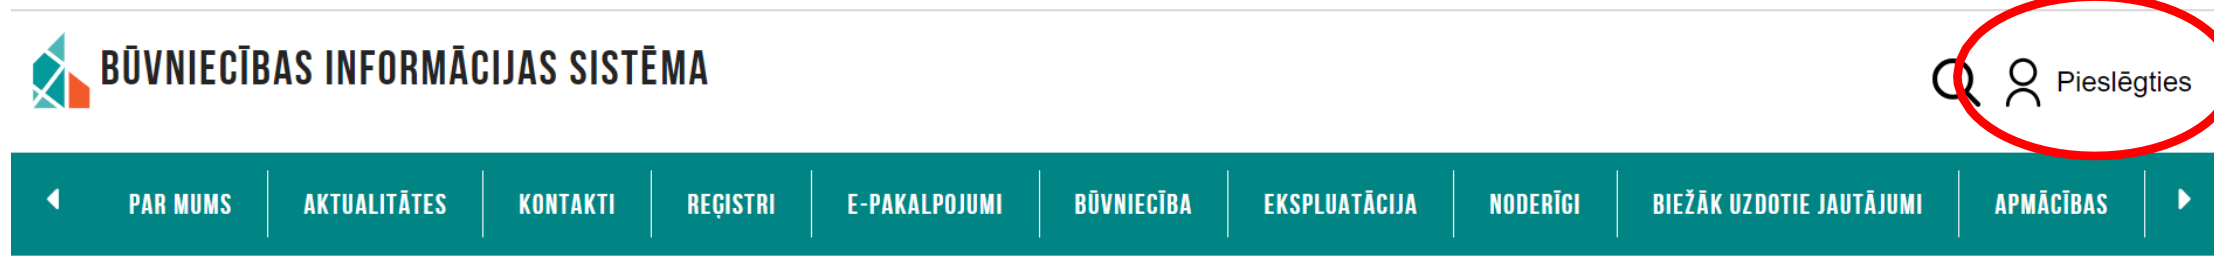 BŪVNIECĪBAS INFORMĀCIJAS SISTĒMA
Pieslēgties
PAR MUMS AKTUALITĀTES KONTAKTI REĢISTRI E-PAKALPOJUMI BŪVNIECĪBA EKSPLUATĀCIJA NODERĪGI BIEŽĀK UZDOTIE JAUTĀJUMI APMĀCĪBAS